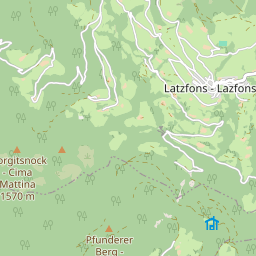 Latzfons - Lazfons
orgitsnock
- Cima
Mattina
1570 m
Pfunderer
Berg -